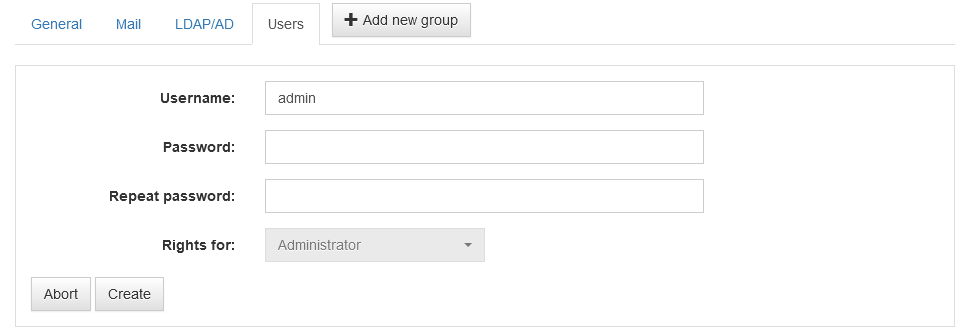 General Mail LDAP/AD Users Add new group
Username: admin
Password:
Repeat password:
Rights for: Administrator
Abort Create